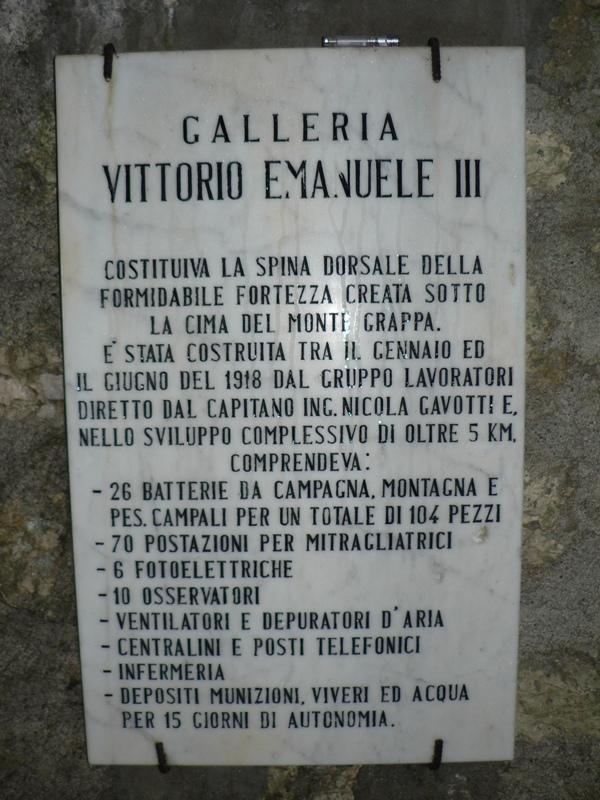 GALLERIA
VITTORIO EMANUELE III
COSTITUIVA LA SPINA DORSALE DELLA
FORMIDABILE FORTEZZA CREATA SOTTO
LA CIMA DEL MONTE GRAPPA.
E' STATA COSTRUITA TRA IL GENNAIO ED
IL GIUGNO DEL 1918 DAL GRUPPO LAVORATORI
DIRETTO DAL CAPITANO ING. NICOLA GAVOTTI E,
NELLO SVILUPPO COMPLESSIVO DI OLTRE 5 KM,
COMPRENDEVA:
- 26 BATTERIE DA CAMPAGNA, MONTAGNA E
PES. CAMPALI PER UN TOTALE DI 104 PEZZI
- 70 POSTAZIONI PER MITRAGLIATRICI
- 6 FOTOELETTRICHE
- 10 OSSERVATORI
- VENTILATORI E DEPURATORI D'ARIA
- CENTRALINI E POSTI TELEFONICI
- INFERMERIA
- DEPOSITI MUNIZIONI, VIVERI ED ACQUA
PER 15 GIORNI DI AUTONOMIA.